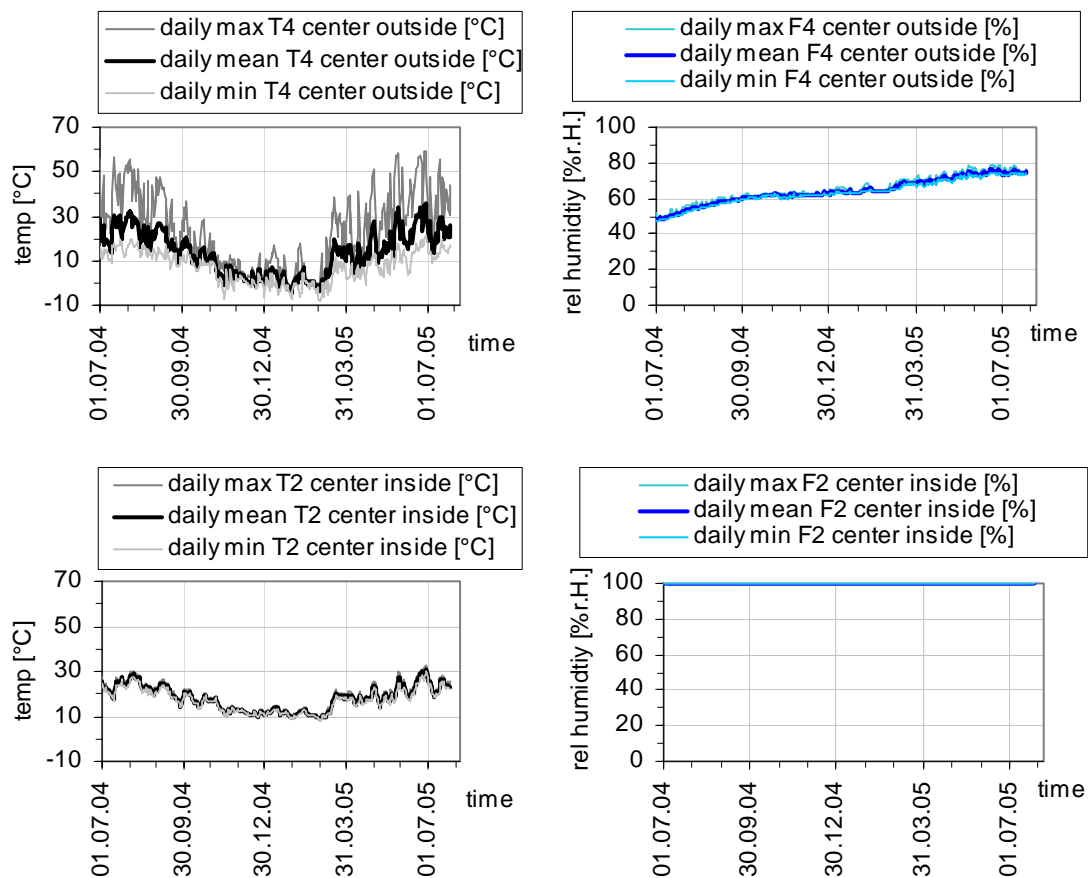 daily max T4 center outside [°C]
daily mean T4 center outside [°C]
daily min T4 center outside [°C]
70
50
30
10
-10
temp [°C]
01.07.04
30.09.04
30.12.04
31.03.05
01.07.05
time
daily max F4 center outside [%]
daily mean F4 center outside [%]
daily min F4 center outside [%]
100
80
60
40
20
0
rel humidtiy [%r.H.]
01.07.04
30.09.04
30.12.04
31.03.05
01.07.05
time
daily max T2 center inside [°C]
daily mean T2 center inside [°C]
daily min T2 center inside [°C]
70
50
30
10
-10
temp [°C]
01.07.04
30.09.04
30.12.04
31.03.05
01.07.05
time
daily max F2 center inside [%]
daily mean F2 center inside [%]
daily min F2 center inside [%]
100
80
60
40
20
0
rel humidtiy [%r.H.]
01.07.04
30.09.04
30.12.04
31.03.05
01.07.05
time